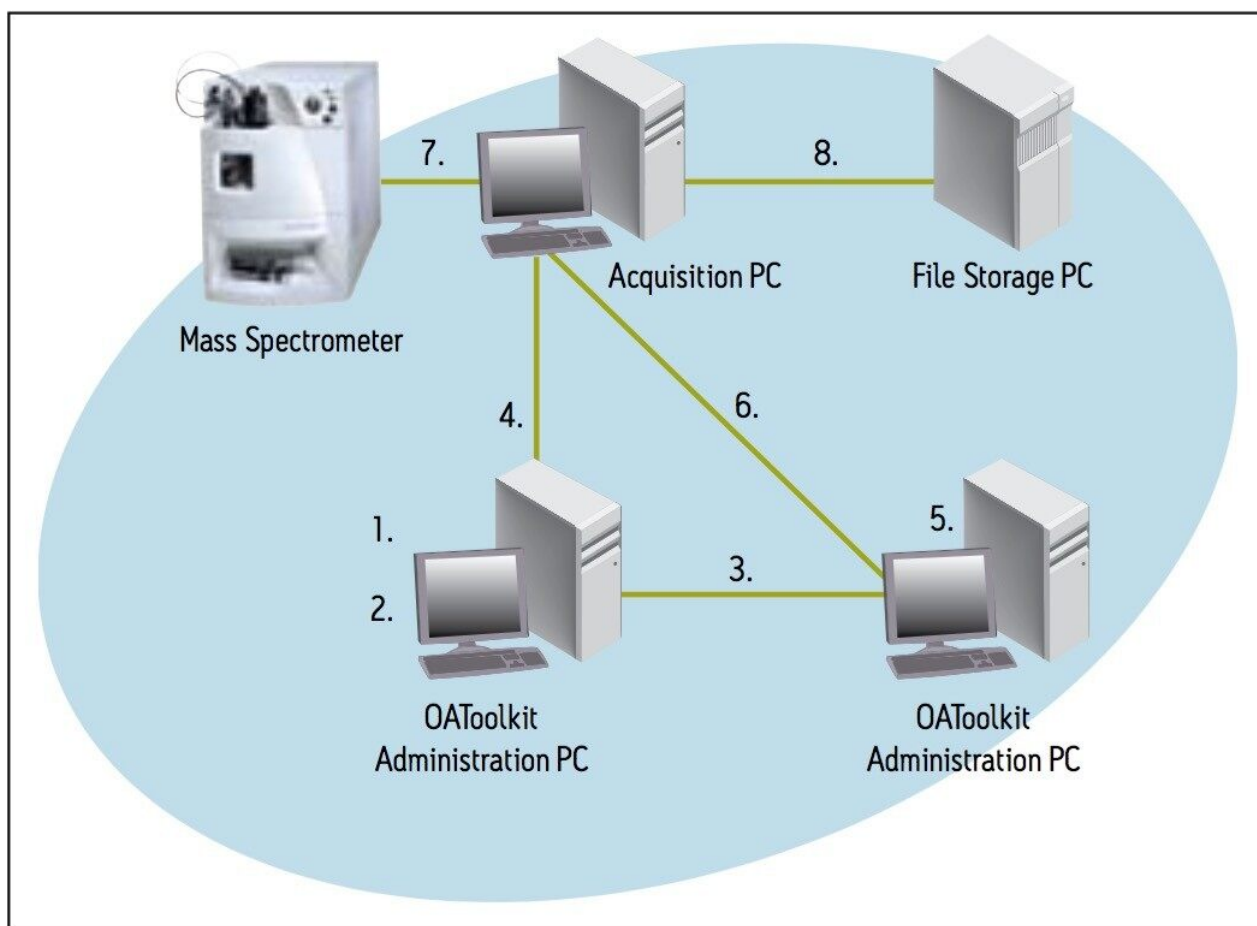 7.
8.
Acquisition PC
File Storage PC
Mass Spectrometer
4.
6.
1.
5.
2.
3.
OAToolkit
Administration PC
OAToolkit
Administration PC